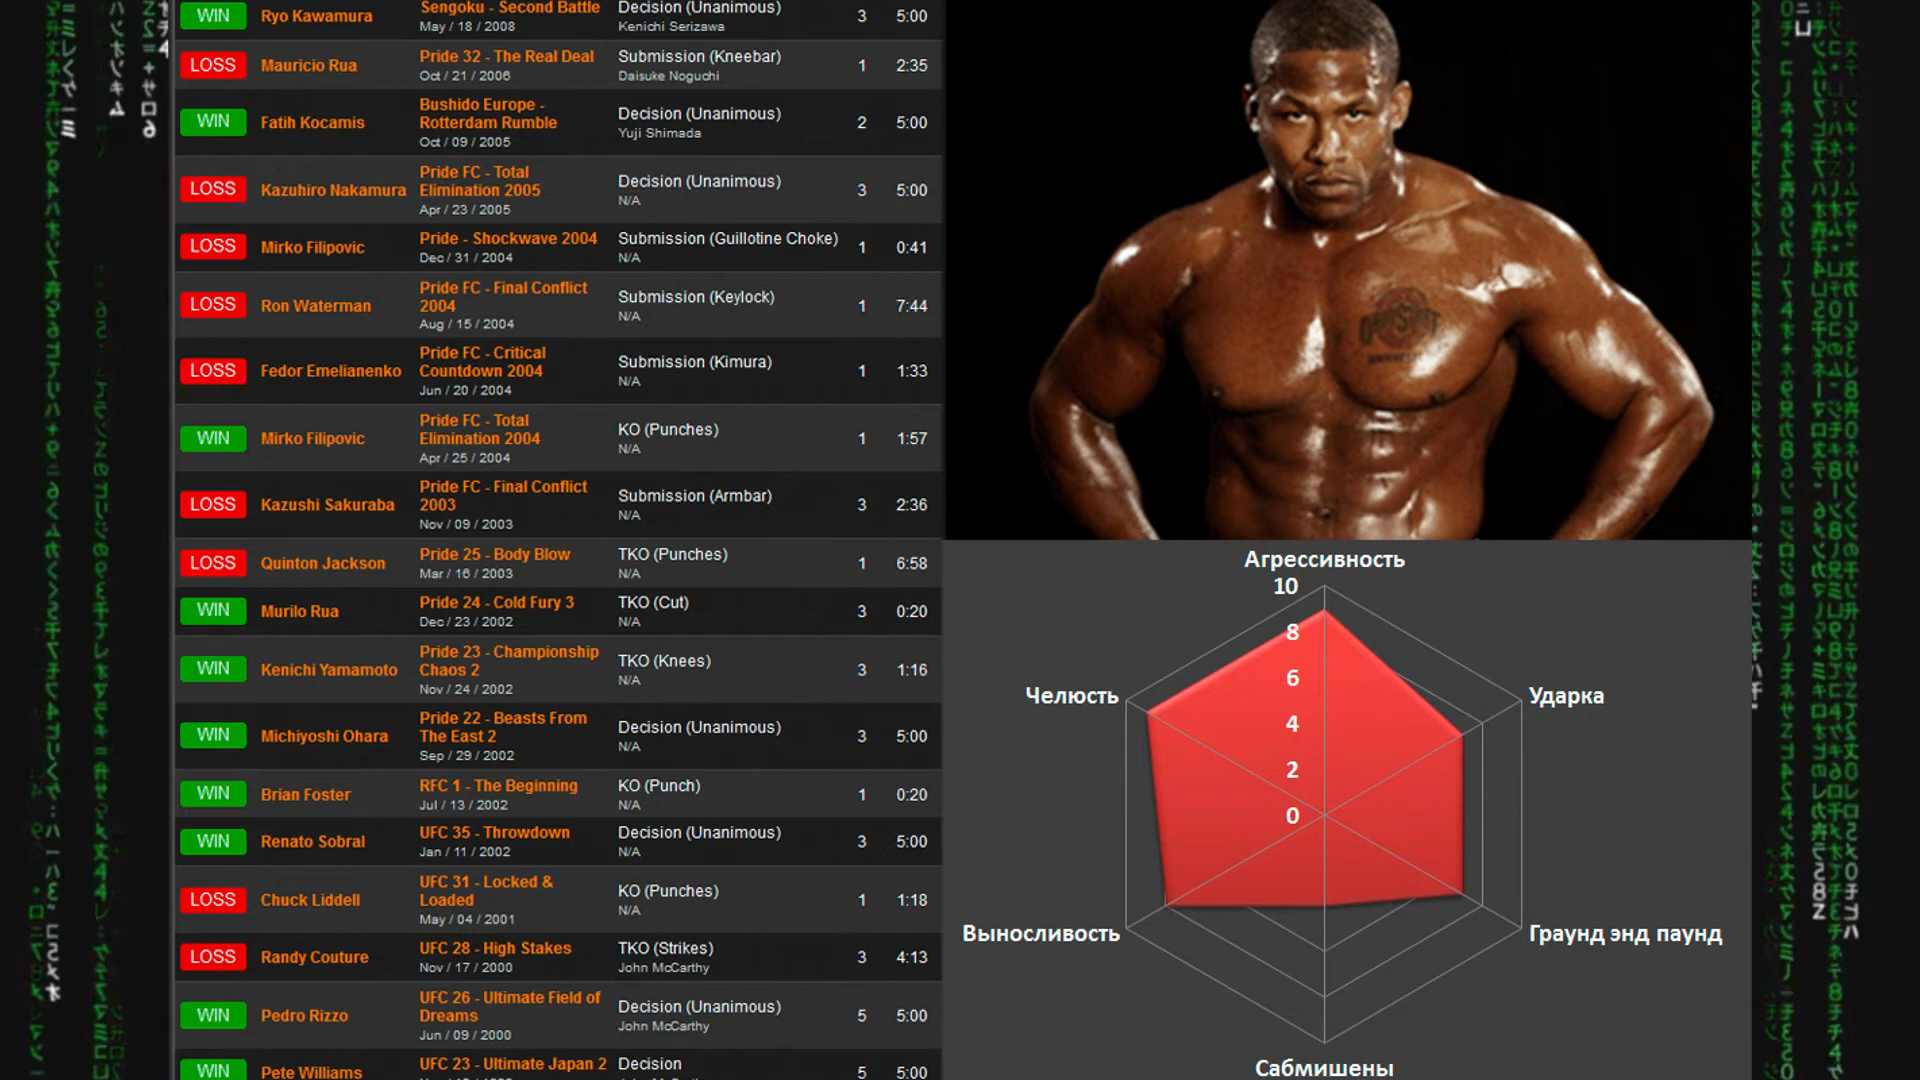 WIN Ryo Kawamura Sengoku - Second Battle Decision (Unanimous) 3 5:00
May / 18 / 2008 Kenichi Serizawa
LOSS Mauricio Rua Pride 32 - The Real Deal Submission (Kneebar) 1 2:35
Oct / 21 / 2006 Daisuke Noguchi
WIN Fatih Kocamis Bushido Europe - Rotterdam Rumble Decision (Unanimous) 2 5:00
Oct / 09 / 2005 Yuji Shimada
LOSS Kazuhiro Nakamura Pride FC - Total Elimination 2005 Decision (Unanimous) 3 5:00
Apr / 23 / 2005 N/A
LOSS Mirko Filipovic Pride - Shockwave 2004 Submission (Guillotine Choke) 1 0:41
Dec / 31 / 2004 N/A
LOSS Ron Waterman Pride FC - Final Conflict 2004 Submission (Keylock) 1 7:44
Aug / 15 / 2004 N/A
LOSS Fedor Emelianenko Pride FC - Critical Countdown 2004 Submission (Kimura) 1 1:33
Jun / 20 / 2004 N/A
WIN Mirko Filipovic Pride FC - Total Elimination 2004 KO (Punches) 1 1:57
Apr / 25 / 2004 N/A
LOSS Kazushi Sakuraba Pride FC - Final Conflict 2003 Submission (Armbar) 3 2:36
Nov / 09 / 2003 N/A
LOSS Quinton Jackson Pride 25 - Body Blow TKO (Punches) 1 6:58
Mar / 16 / 2003 N/A
WIN Murilo Rua Pride 24 - Cold Fury 3 TKO (Cut) 3 0:20
Dec / 23 / 2002 N/A
WIN Kenichi Yamamoto Pride 23 - Championship Chaos 2 TKO (Knees) 3 1:16
Nov / 24 / 2002 N/A
WIN Michiyoshi Ohara Pride 22 - Beasts From The East 2 Decision (Unanimous) 3 5:00
Sep / 29 / 2002 N/A
WIN Brian Foster RFC 1 - The Beginning KO (Punch) 1 0:20
Jul / 13 / 2002 N/A
WIN Renato Sobral UFC 35 - Throwdown Decision (Unanimous) 3 5:00
Jan / 11 / 2002 N/A
LOSS Chuck Liddell UFC 31 - Locked & Loaded KO (Punches) 1 1:18
May / 04 / 2001 N/A
LOSS Randy Couture UFC 28 - High Stakes TKO (Strikes) 3 4:13
Nov / 17 / 2000 John McCarthy
WIN Pedro Rizzo UFC 26 - Ultimate Field of Dreams Decision (Unanimous) 5 5:00
Jun / 09 / 2000 John McCarthy
WIN Pete Williams UFC 23 - Ultimate Japan 2 Decision 5 5:00
Агрессивность
10
8
6
4
2
0
Челюсть
Ударка
Выносливость
Граунд энд паунд
Сабмишены